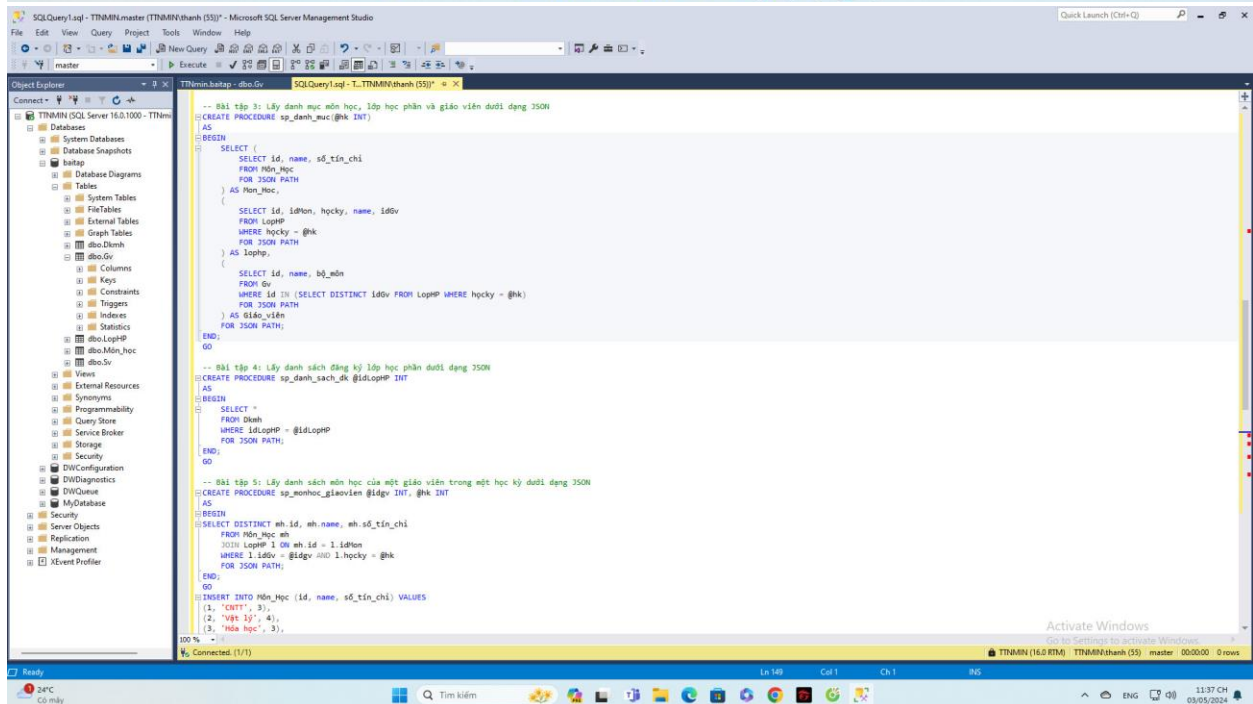 SQLQuery1.sql - TTNMIN.master (TTNMIN\thanh (55))* - Microsoft SQL Server Management Studio
Quick Launch (Ctrl+Q)
File Edit View Query Project Tools Window Help
New Query
master
Execute
Object Explorer
TTNmin.baitap - dbo.Gv
SQLQuery1.sql - T...TTNMIN\thanh (55))*
Connect
TTNMIN (SQL Server 16.0.1000 - TTNmi
Databases
System Databases
Database Snapshots
baitap
Database Diagrams
Tables
System Tables
FileTables
External Tables
Graph Tables
dbo.Dkmh
dbo.Gv
Columns
Keys
Constraints
Triggers
Indexes
Statistics
dbo.LopHP
dbo.Môn_học
dbo.Sv
Views
External Resources
Synonyms
Programmability
Query Store
Service Broker
Storage
Security
DWConfiguration
DWDiagnostics
DWQueue
MyDatabase
Security
Server Objects
Replication
Management
XEvent Profiler
-- Bài tập 3: Lấy danh mục môn học, lớp học phần và giáo viên dưới dạng JSON
CREATE PROCEDURE sp_danh_muc(@hk INT)
AS
BEGIN
SELECT (
SELECT id, name, số_tín_chỉ
FROM Môn_Học
FOR JSON PATH
) AS Mon_Hoc,
(
SELECT id, idMon, họcky, name, idGv
FROM LopHP
WHERE họcky = @hk
FOR JSON PATH
) AS lophp,
(
SELECT id, name, bộ_môn
FROM Gv
WHERE id IN (SELECT DISTINCT idGv FROM LopHP WHERE họcky = @hk)
FOR JSON PATH
) AS Giáo_viên
FOR JSON PATH;
END;
GO
-- Bài tập 4: Lấy danh sách đăng ký lớp học phần dưới dạng JSON
CREATE PROCEDURE sp_danh_sach_dk @idLopHP INT
AS
BEGIN
SELECT *
FROM Dkmh
WHERE idLopHP = @idLopHP
FOR JSON PATH;
END;
GO
-- Bài tập 5: Lấy danh sách môn học của một giáo viên trong một học kỳ dưới dạng JSON
CREATE PROCEDURE sp_monhoc_giaovien @idgv INT, @hk INT
AS
BEGIN
SELECT DISTINCT mh.id, mh.name, mh.số_tín_chỉ
FROM Môn_Học mh
JOIN LopHP l ON mh.id = l.idMon
WHERE l.idGv = @idgv AND l.họcky = @hk
FOR JSON PATH;
END;
GO
INSERT INTO Môn_Học (id, name, số_tín_chỉ) VALUES
(1, 'CNTT', 3),
(2, 'Vật lý', 4),
(3, 'Hóa học', 3),
100 %
Activate Windows
Go to Settings to activate Windows.
Connected. (1/1)
TTNMIN (16.0 RTM) TTNMIN\thanh (55) master 00:00:00 0 rows
Ready
Ln 149 Col 1 Ch 1 INS
24°C
Có mây
Tìm kiếm
ENG
11:37 CH
03/05/2024